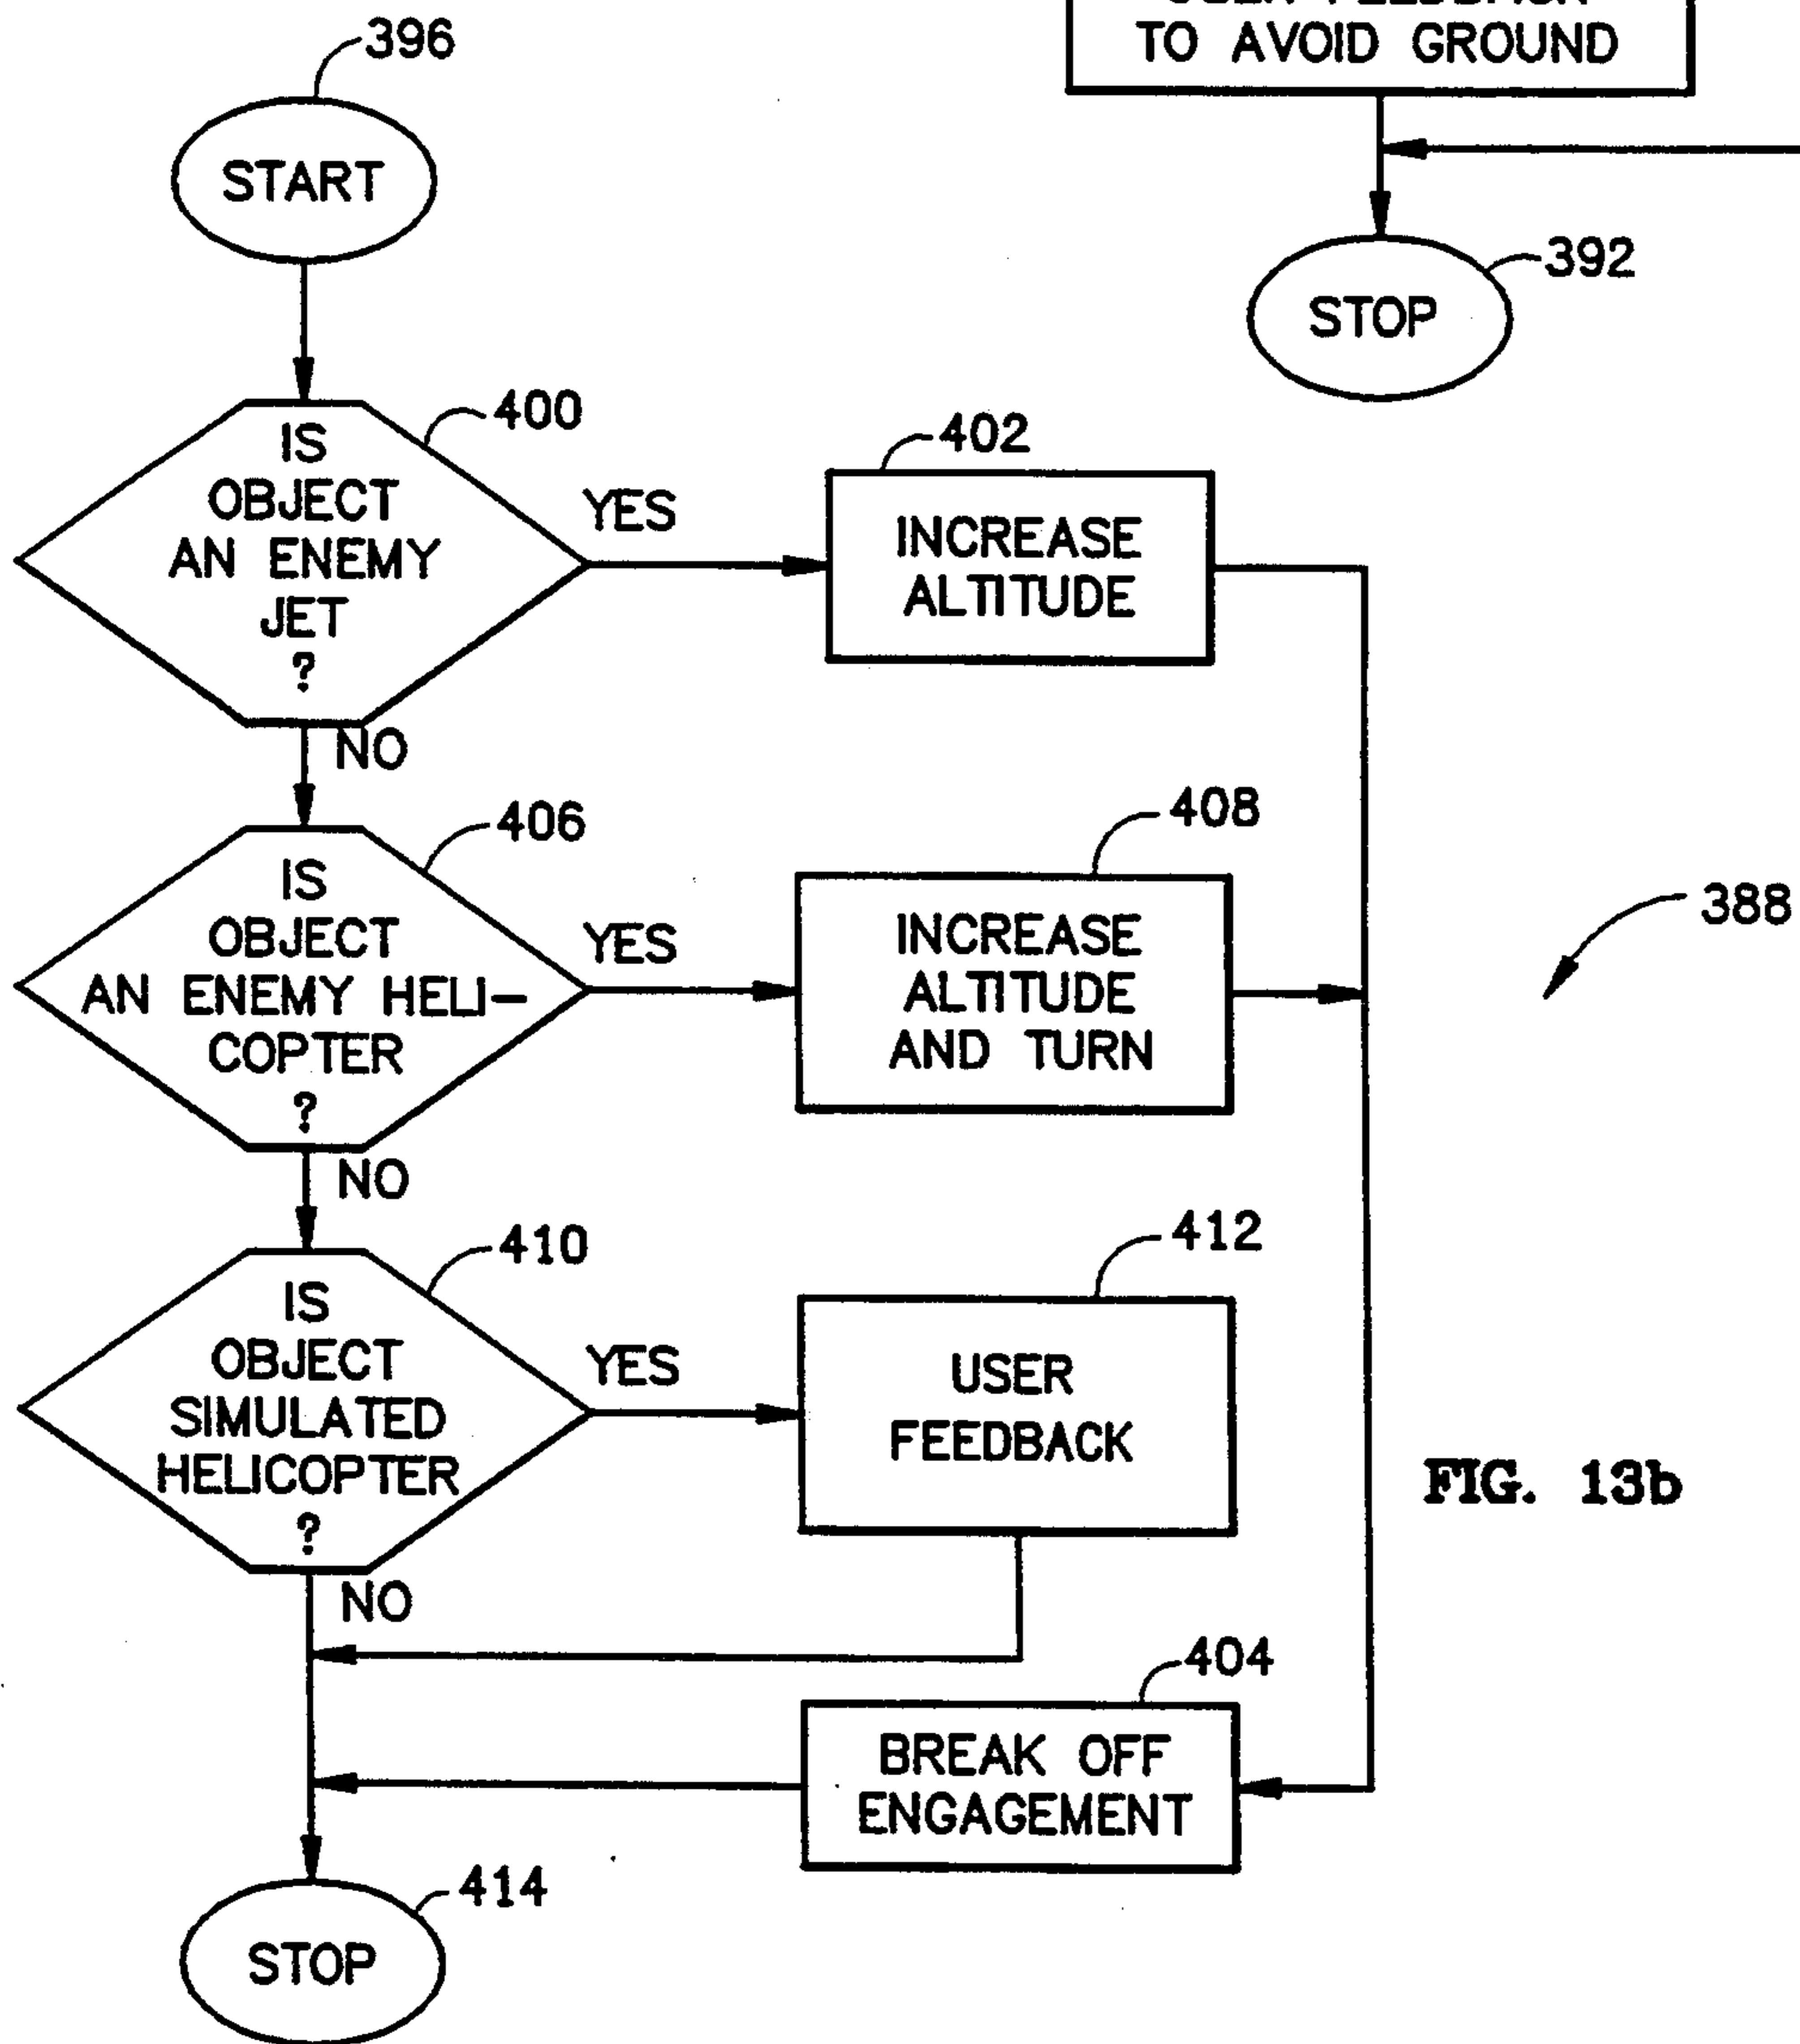 TO AVOID GROUND
392
STOP
396
START
400
IS
OBJECT
AN ENEMY
JET
?
YES
NO
402
INCREASE
ALTITUDE
406
IS
OBJECT
AN ENEMY HELI-
COPTER
?
YES
NO
408
INCREASE
ALTITUDE
AND TURN
388
410
IS
OBJECT
SIMULATED
HELICOPTER
?
YES
NO
412
USER
FEEDBACK
404
BREAK OFF
ENGAGEMENT
414
STOP
FIG. 13b